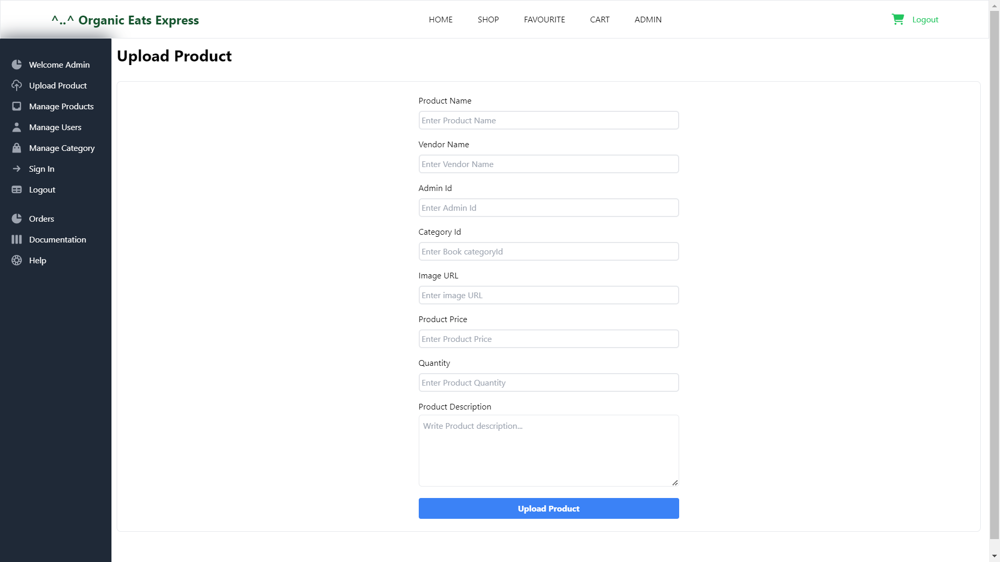 ^..^ Organic Eats Express
HOME
SHOP
FAVOURITE
CART
ADMIN
Logout
Welcome Admin
Upload Product
Manage Products
Manage Users
Manage Category
Sign In
Logout
Orders
Documentation
Help
Upload Product
Product Name
Enter Product Name
Vendor Name
Enter Vendor Name
Admin Id
Enter Admin Id
Category Id
Enter Book categoryId
Image URL
Enter image URL
Product Price
Enter Product Price
Quantity
Enter Product Quantity
Product Description
Write Product description...
Upload Product